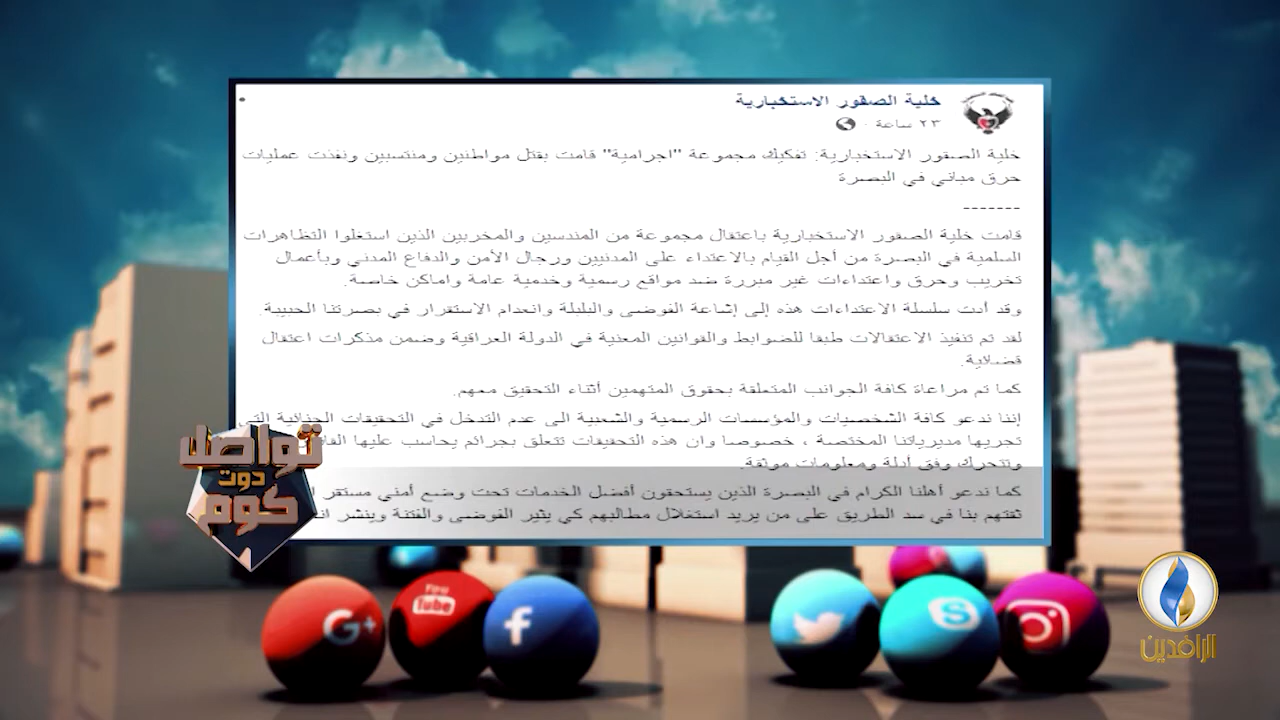 خلية الصقور الاستخبارية
٢٣ ساعة ·
خلية الصقور الاستخبارية: تفكيك مجموعة "اجرامية" قامت بقتل مواطنين ومنتسبين ونفذت عمليات
حرق مباني في البصرة
-------
قامت خلية الصقور الاستخبارية باعتقال مجموعة من المندسين والمخربين الذين استغلوا التظاهرات
السلمية في البصرة من أجل القيام بالاعتداء على المدنيين ورجال الأمن والدفاع المدني وبأعمال
تخريب وحرق واعتداءات غير مبررة ضد مواقع رسمية وخدمية عامة واماكن خاصة.
وقد أدت سلسلة الاعتداءات هذه إلى إشاعة الفوضى والبلبلة وانعدام الاستقرار في بصرتنا الحبيبة.
لقد تم تنفيذ الاعتقالات طبقا للضوابط والقوانين المعنية في الدولة العراقية وضمن مذكرات اعتقال
قضائية.
كما تم مراعاة كافة الجوانب المتعلقة بحقوق المتهمين أثناء التحقيق معهم.
إننا ندعو كافة الشخصيات والمؤسسات الرسمية والشعبية الى عدم التدخل في التحقيقات الجنائية التي
تجريها مديرياتنا المختصة ، خصوصا وان هذه التحقيقات تتعلق بجرائم يحاسب عليها
ونتحرك وفق أدلة ومعلومات موثقة.
كما ندعو أهلنا الكرام في البصرة الذين يستحقون أفضل الخدمات تحت وضع أمني مستقر
ثقتهم بنا في سد الطريق على من يريد استغلال مطالبهم كي يثير الفوضى والفتنة وينشر
تواصل
دوت
كوم
G+
You
Tube
f
S
الرافدين